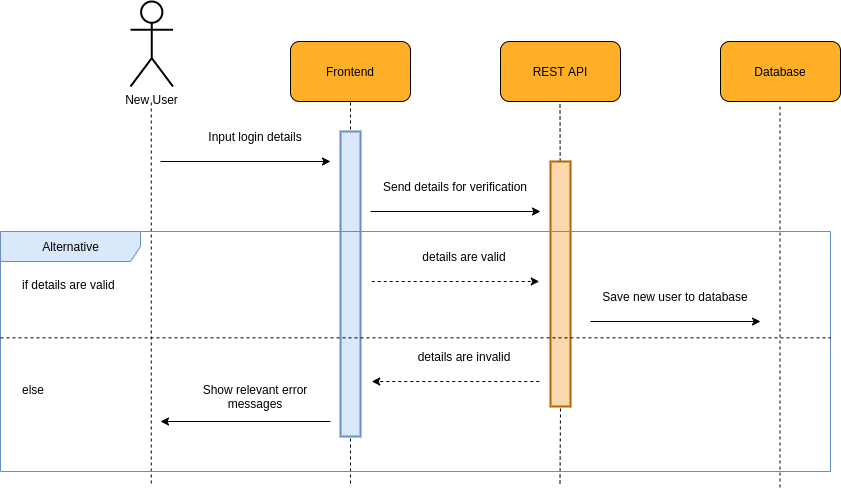 New User
Frontend
REST API
Database
Input login details
Send details for verification
Alternative
details are valid
if details are valid
Save new user to database
details are invalid
else
Show relevant error
messages